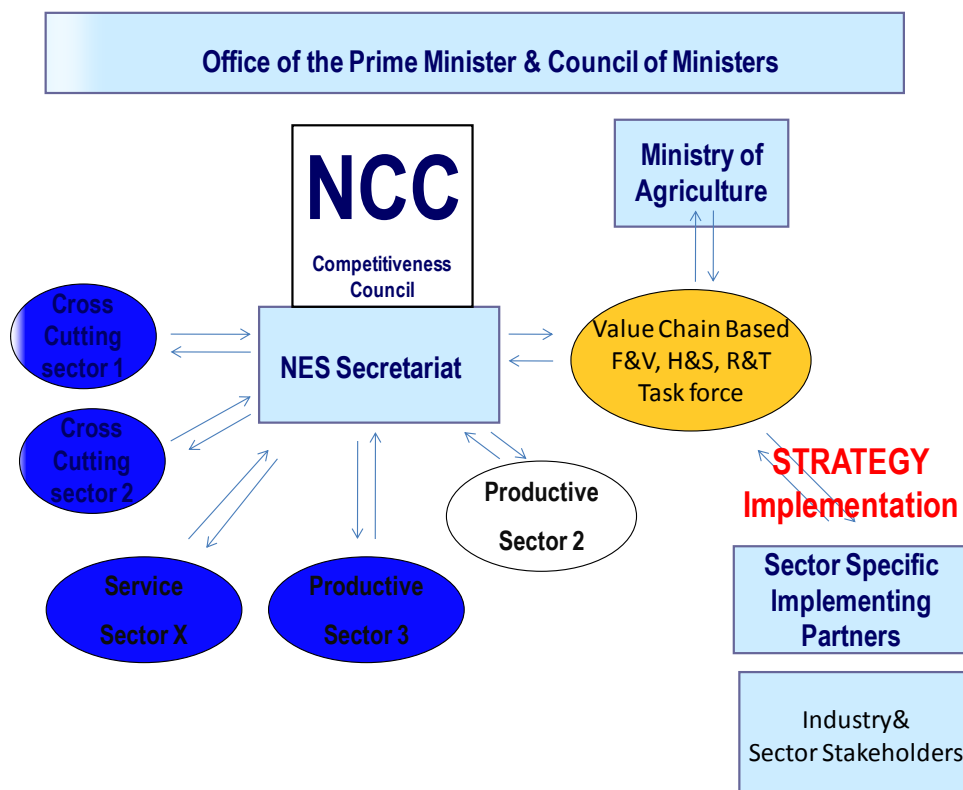 Office of the Prime Minister & Council of Ministers
NCC
Competitiveness
Council
Ministry of
Agriculture
Cross
Cutting
sector 1
NES Secretariat
Value Chain Based
F&V, H&S, R&T
Task force
Cross
Cutting
sector 2
STRATEGY
Implementation
Productive
Sector 2
Service
Sector X
Productive
Sector 3
Sector Specific
Implementing
Partners
Industry&
Sector Stakeholders